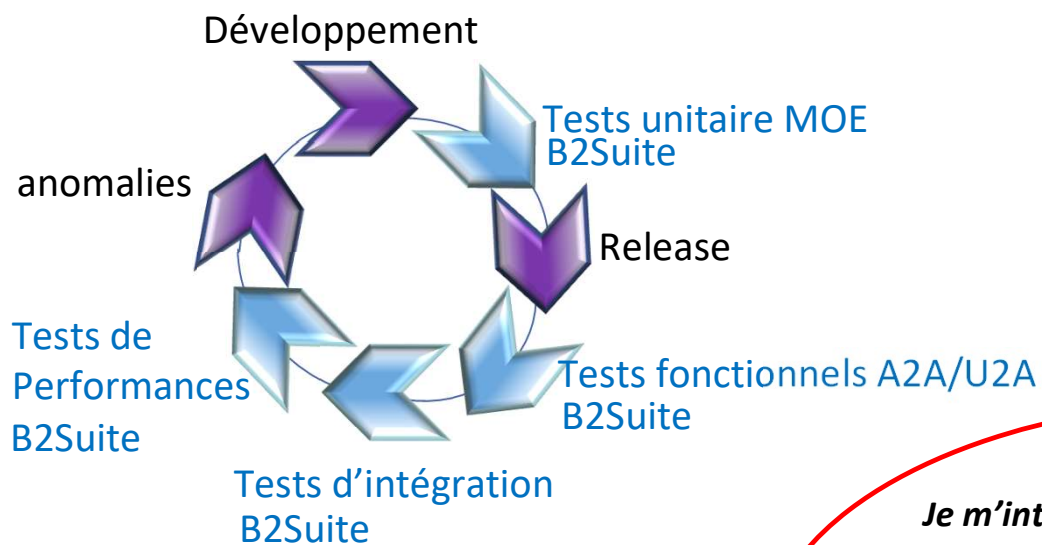 Développement
Tests unitaire MOE
B2Suite
anomalies
Release
Tests de
Performances
B2Suite
Tests fonctionnels A2A/U2A
B2Suite
Tests d’intégration
B2Suite
Je m’int